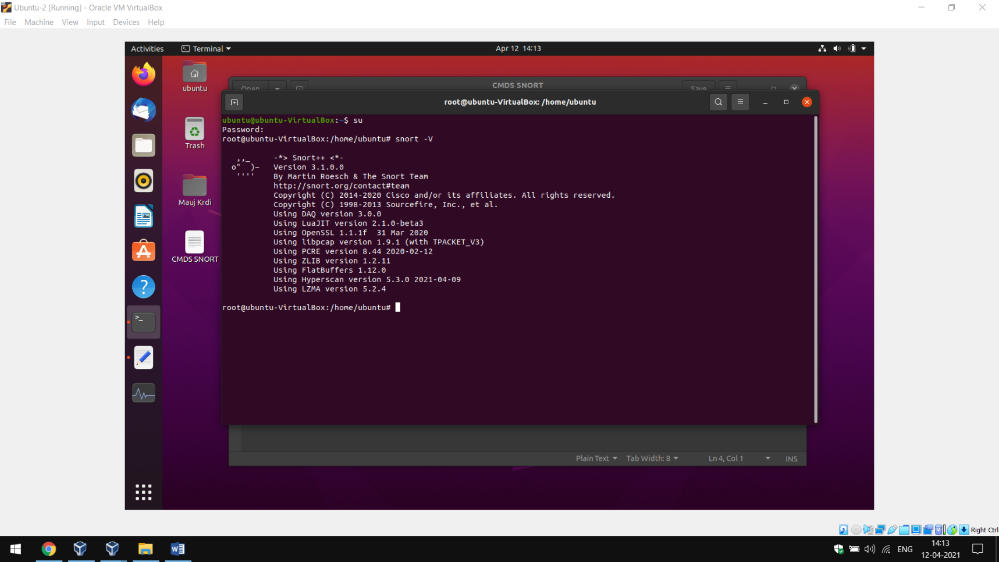 Ubuntu-2 [Running] - Oracle VM VirtualBox
File Machine View Input Devices Help
Activities Terminal Apr 12 14:13
ubuntu
Trash
Mauj Krdi
CMDS SNORT
Open CMDS SNORT Save
root@ubuntu-VirtualBox: /home/ubuntu
ubuntu@ubuntu-VirtualBox:~$ su
Password:
root@ubuntu-VirtualBox:/home/ubuntu# snort -V
,,_ -*> Snort++ <*-
o" )~ Version 3.1.0.0
'''' By Martin Roesch & The Snort Team
http://snort.org/contact#team
Copyright (C) 2014-2020 Cisco and/or its affiliates. All rights reserved.
Copyright (C) 1998-2013 Sourcefire, Inc., et al.
Using DAQ version 3.0.0
Using LuaJIT version 2.1.0-beta3
Using OpenSSL 1.1.1f 31 Mar 2020
Using libpcap version 1.9.1 (with TPACKET_V3)
Using PCRE version 8.44 2020-02-12
Using ZLIB version 1.2.11
Using FlatBuffers 1.12.0
Using Hyperscan version 5.3.0 2021-04-09
Using LZMA version 5.2.4
root@ubuntu-VirtualBox:/home/ubuntu#
Plain Text Tab Width: 8 Ln 4, Col 1 INS
Right Ctrl
ENG
14:13
12-04-2021